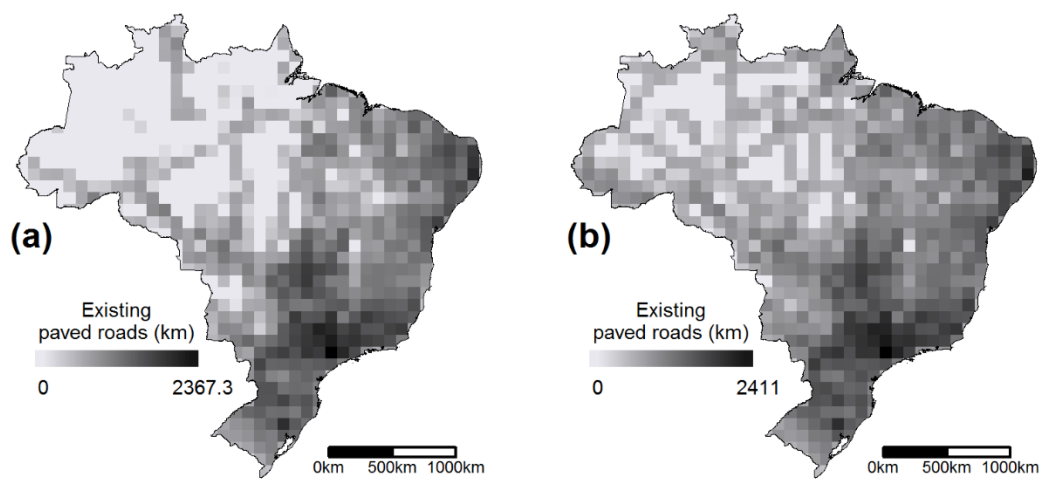 (a)
Existing
paved roads (km)
0 2367.3
0km 500km 1000km
(b)
Existing
paved roads (km)
0 2411
0km 500km 1000km